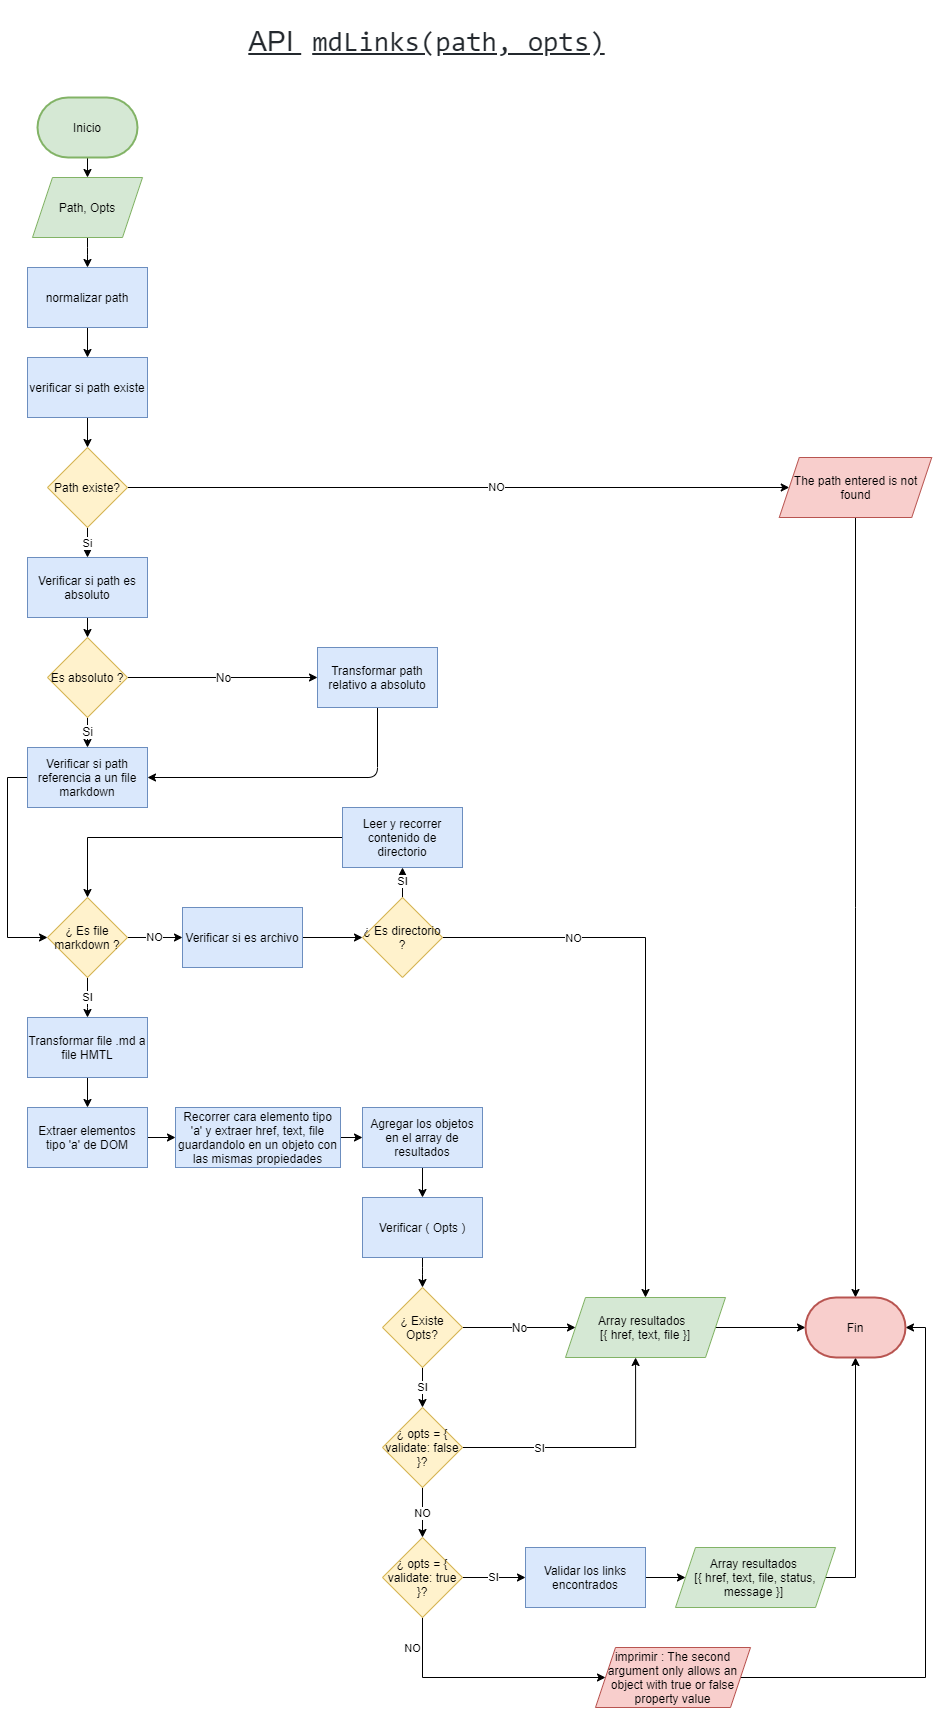 API mdLinks(path, opts)
Inicio
Path, Opts
normalizar path
verificar si path existe
Path existe?
NO
The path entered is not
found
Si
Verificar si path es
absoluto
Es absoluto ?
No
Transformar path
relativo a absoluto
Si
Verificar si path
referencia a un file
markdown
Leer y recorrer
contenido de
directorio
SI
¿ Es file
markdown ?
NO
Verificar si es archivo
¿ Es directorio
?
NO
SI
Transformar file .md a
file HMTL
Extraer elementos
tipo 'a' de DOM
Recorrer cara elemento tipo
'a' y extraer href, text, file
guardandolo en un objeto con
las mismas propiedades
Agregar los objetos
en el array de
resultados
Verificar ( Opts )
¿ Existe
Opts?
No
Array resultados
[{ href, text, file }]
Fin
SI
¿ opts = {
validate: false
}?
SI
NO
¿ opts = {
validate: true
}?
SI
Validar los links
encontrados
Array resultados
[{ href, text, file, status,
message }]
NO
imprimir : The second
argument only allows an
object with true or false
property value